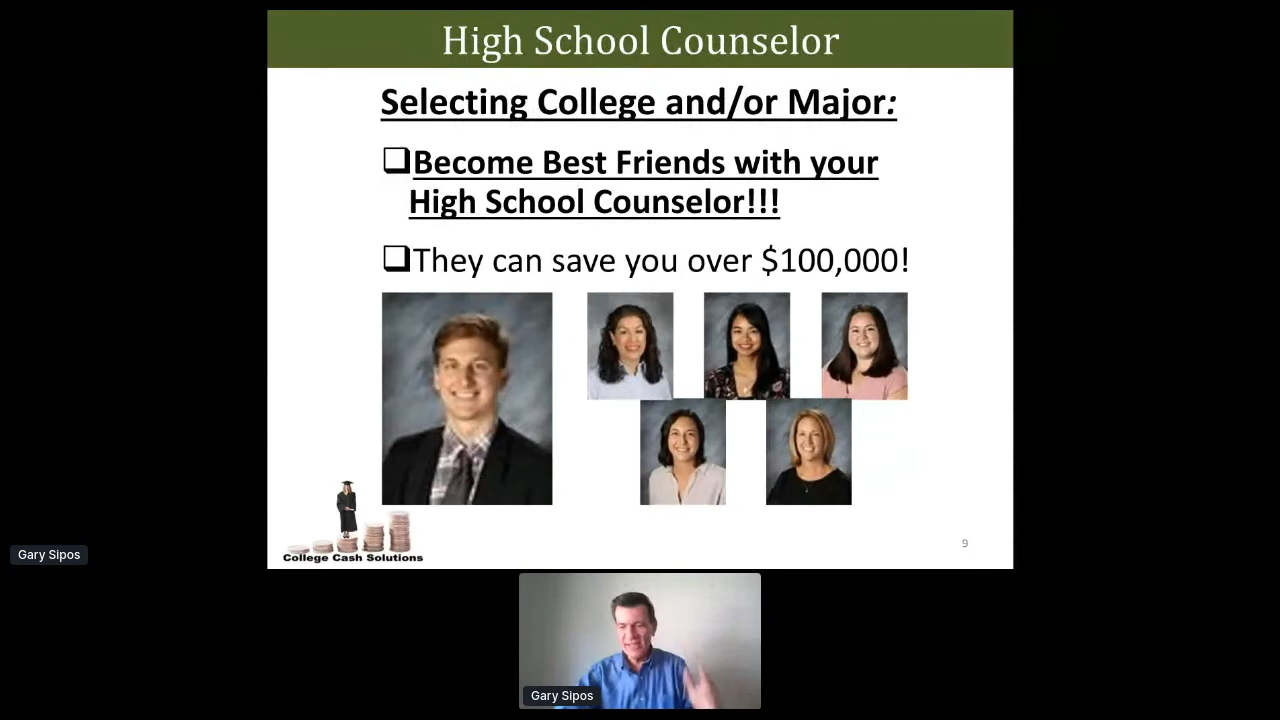 High School Counselor
Selecting College and/or Major:
❑Become Best Friends with your
High School Counselor!!!
❑They can save you over $100,000!
College Cash Solutions
9
Gary Sipos
Gary Sipos